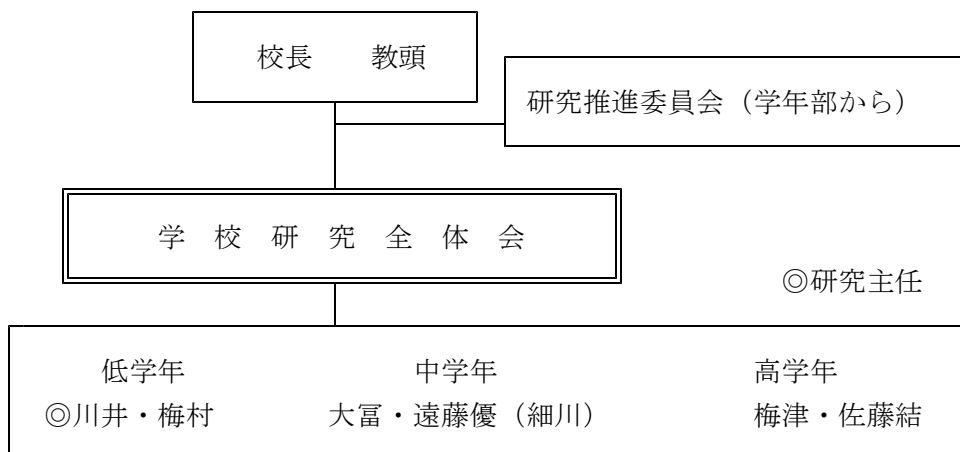 校長　　教頭
研究推進委員会（学年部から）
学　校　研　究　全　体　会
◎研究主任
低学年　中学年　高学年
◎川井・梅村　大冨・遠藤優（細川）　梅津・佐藤結